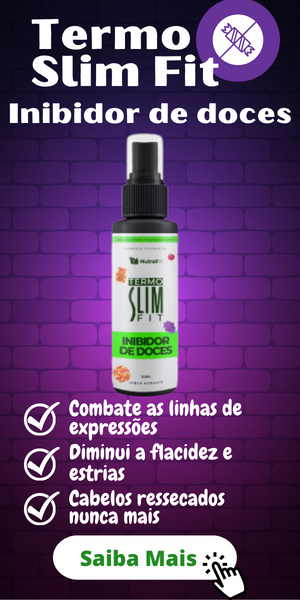 Termo
Slim Fit
Inibidor de doces
TERMO
SLIM
FIT
INIBIDOR
DE DOCES
Combate as linhas de
expressões
Diminui a flacidez e
estrias
Cabelos ressecados
nunca mais
Saiba Mais